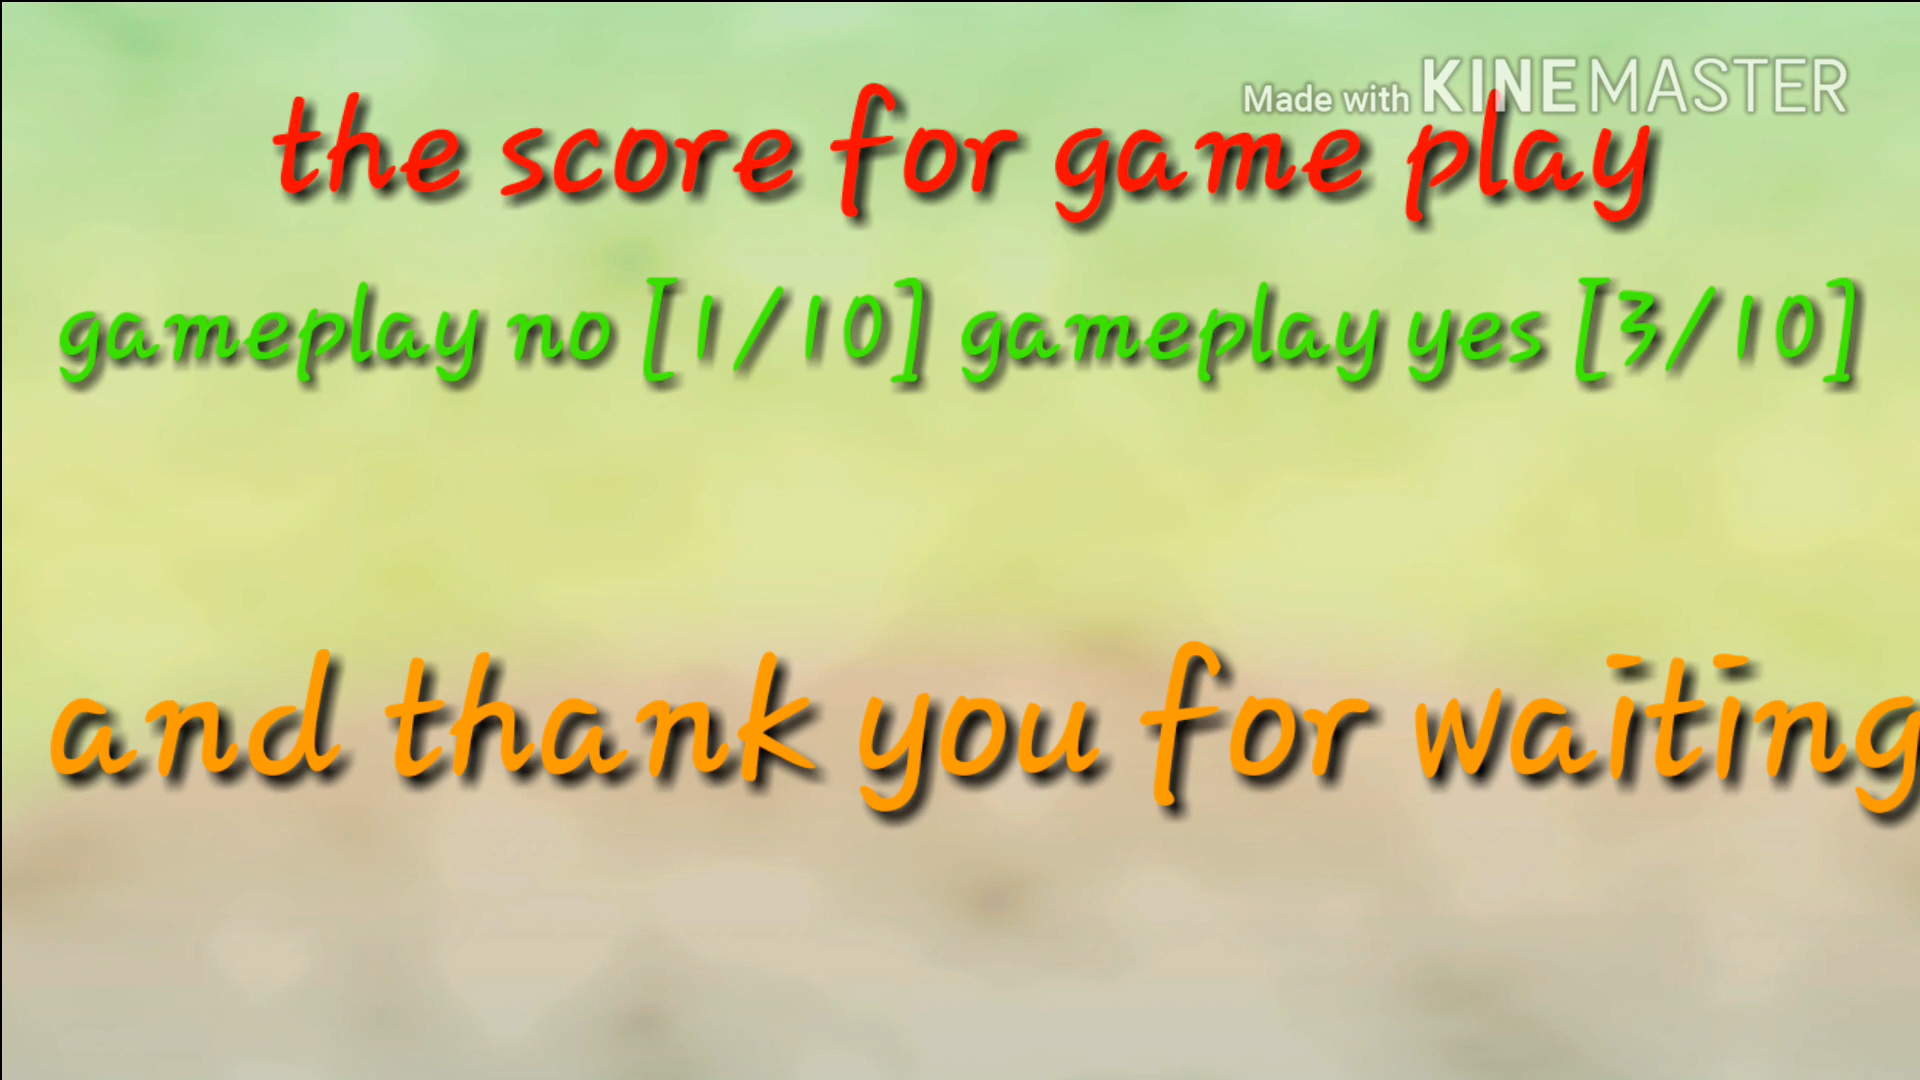 Made with KINEMASTER
the score for game play
gameplay no [1/10] gameplay yes [3/10]
and thank you for waiting